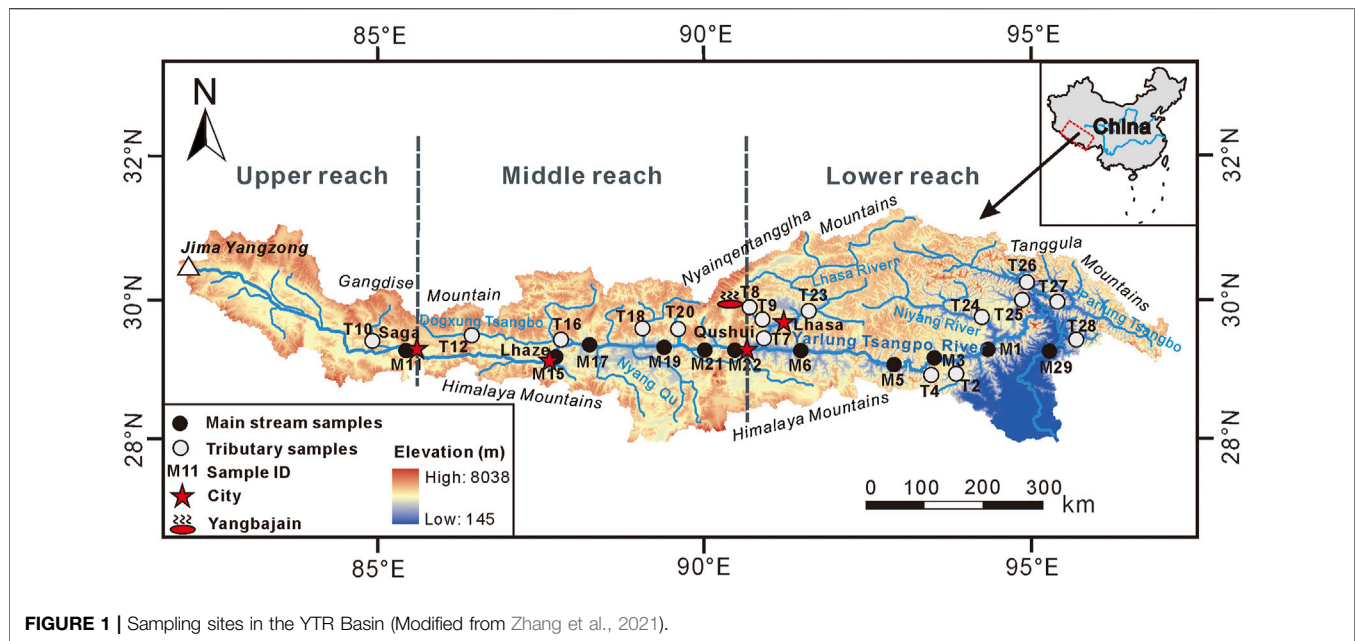 85°E
90°E
95°E
N
China
32°N
32°N
Upper reach
Middle reach
Lower reach
Nyainqentangglha
Mountains
Jima Yangzong
Tanggula
Mountains
Gangdise
Mountain
Lhasa River
T26
T27
30°N
30°N
T8
T9
T23
T24
T25
Parlung Tsangbo
T10
Saga
Dogxung Tsangbo
T16
T18
T20
Qushui
Lhasa
Niyang River
T28
T12
Lhaze
T7
Yarlung Tsangpo River
M11
M15
M17
M19
M21
M22
M6
M5
M3
M1
M29
T4
T2
Nyang Qu
Himalaya Mountains
Himalaya Mountains
28°N
28°N
Main stream samples
Tributary samples
M11 Sample ID
City
Yangbajain
Elevation (m)
High: 8038
Low: 145
0 100 200 300
km
85°E
90°E
95°E
FIGURE 1 | Sampling sites in the YTR Basin (Modified from Zhang et al., 2021).